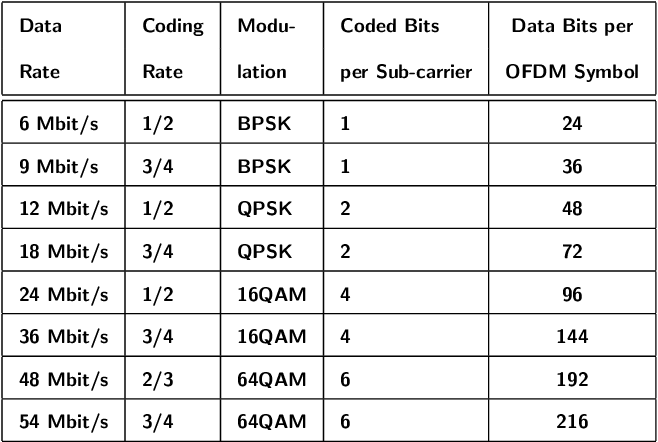 Data Coding Modu- Coded Bits Data Bits per
Rate Rate lation per Sub-carrier OFDM Symbol
6 Mbit/s 1/2 BPSK 1 24
9 Mbit/s 3/4 BPSK 1 36
12 Mbit/s 1/2 QPSK 2 48
18 Mbit/s 3/4 QPSK 2 72
24 Mbit/s 1/2 16QAM 4 96
36 Mbit/s 3/4 16QAM 4 144
48 Mbit/s 2/3 64QAM 6 192
54 Mbit/s 3/4 64QAM 6 216